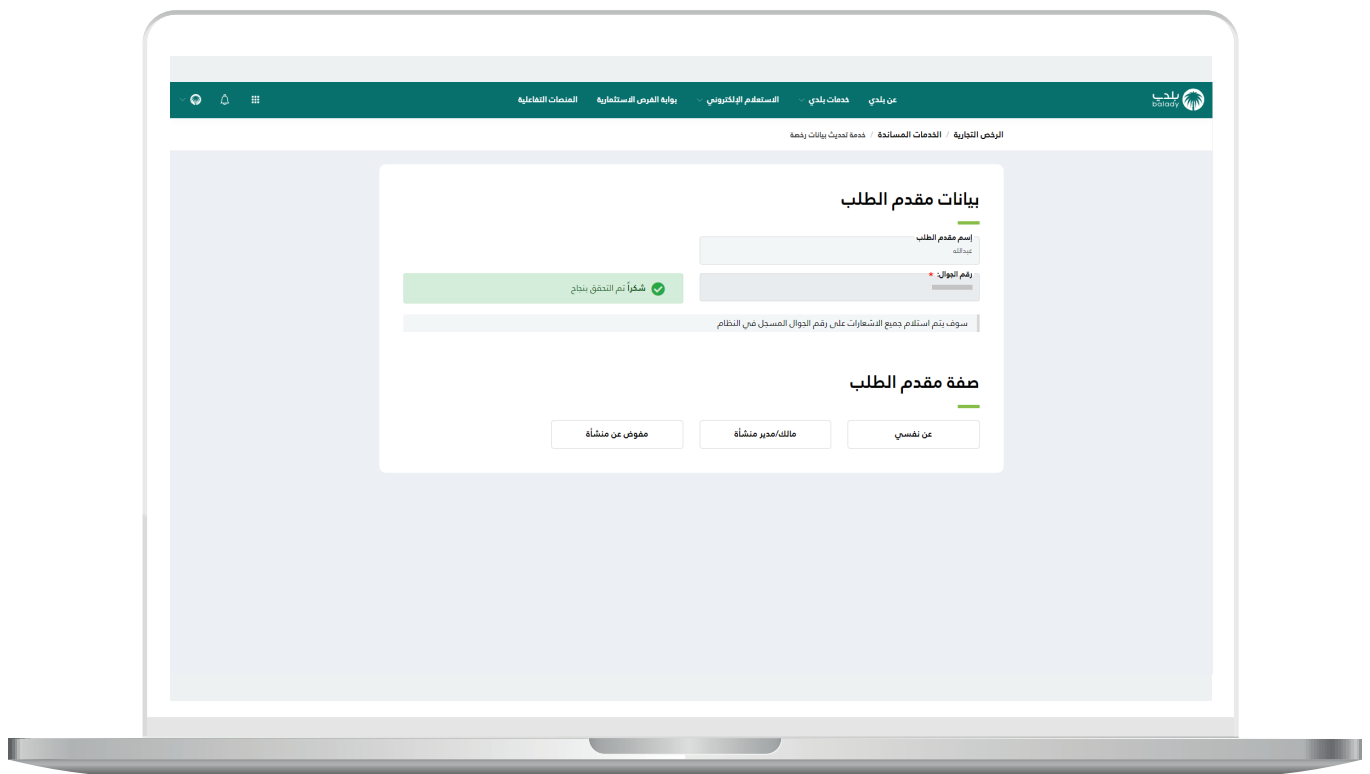 بلدي
balady
عن بلدي
خدمات بلدي
الاستعلام الإلكتروني
بوابة الفرص الاستثمارية
المنصات التفاعلية
الرخص التجارية / الخدمات المساندة / خدمة تحديث بيانات رخصة
بيانات مقدم الطلب
إسم مقدم الطلب
عبدالله
رقم الجوال: *
شكراً تم التحقق بنجاح
سوف يتم استلام جميع الاشعارات على رقم الجوال المسجل في النظام
صفة مقدم الطلب
عن نفسي
مالك/مدير منشأة
مفوض عن منشأة